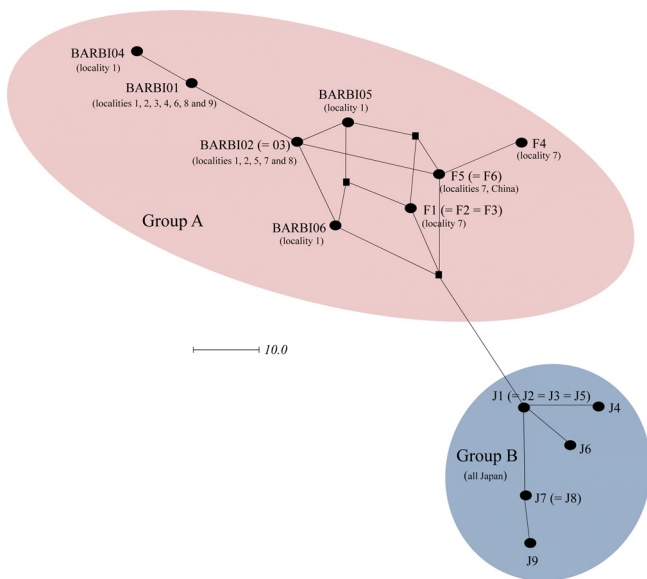 BARBI04
(locality 1)
BARBI01
(localities 1, 2, 3, 4, 6, 8 and 9)
BARBI05
(locality 1)
BARBI02 (= 03)
(localities 1, 2, 5, 7 and 8)
F4
(locality 7)
F5 (= F6)
(localities 7, China)
F1 (= F2 = F3)
(locality 7)
Group A
BARBI06
(locality 1)
10.0
J1 (= J2 = J3 = J5)
J4
J6
Group B
(all Japan)
J7 (= J8)
J9